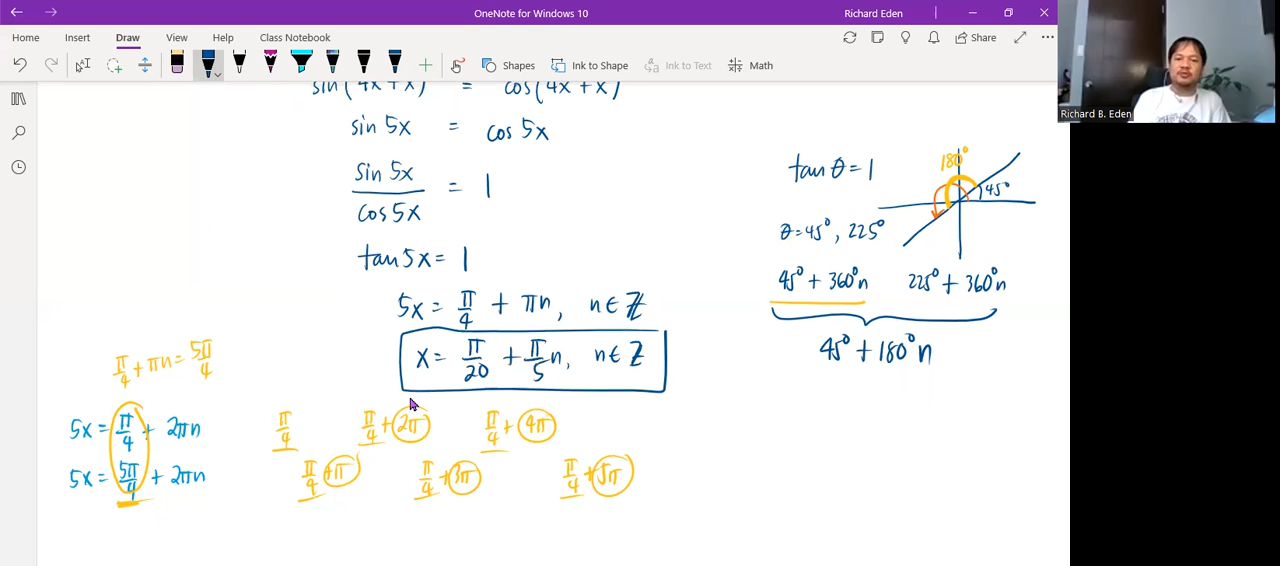 OneNote for Windows 10
Richard Eden
Home Insert Draw View Help Class Notebook
Share
Shapes Ink to Shape Ink to Text Math
Richard B. Eden
sin(4x+x) = cos(4x+x)
sin 5x = cos 5x
sin 5x / cos 5x = 1
tan 5x = 1
5x = π/4 + πn, n ∈ ℤ
x = π/20 + π/5 n, n ∈ ℤ
tan θ = 1
180°
45°
θ = 45°, 225°
45° + 360°n 225° + 360°n
45° + 180°n
π/4 + πn = 5π/4
5x = π/4 + 2πn
5x = 5π/4 + 2πn
π/4 π/4 + 2π π/4 + 4π
π/4 + π π/4 + 3π π/4 + 5π